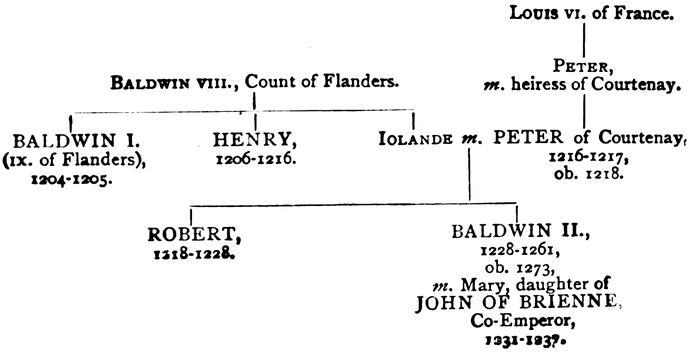 LOUIS VI. of France.
PETER,
m. heiress of Courtenay.
BALDWIN VIII., Count of Flanders.
BALDWIN I.
(IX. of Flanders),
1204-1205.
HENRY,
1206-1216.
IOLANDE m. PETER of Courtenay,
1216-1217,
ob. 1218.
ROBERT,
1218-1228.
BALDWIN II.,
1228-1261,
ob. 1273,
m. Mary, daughter of
JOHN OF BRIENNE,
Co-Emperor,
1231-1237.